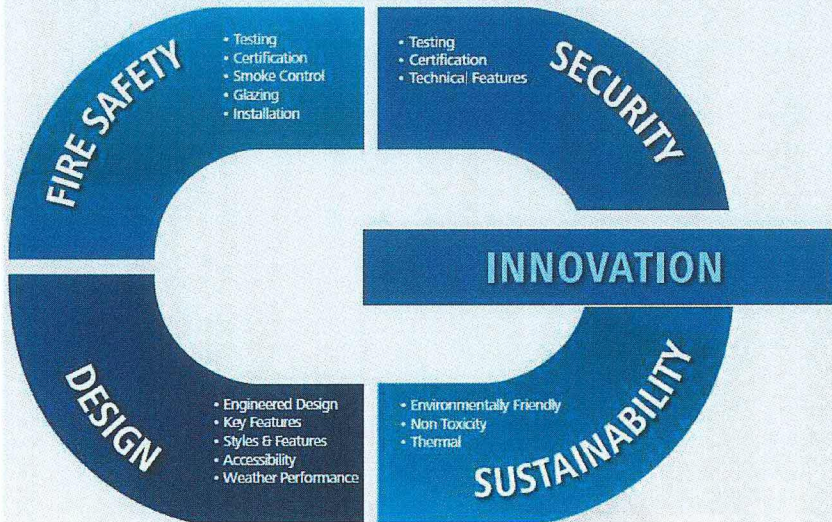 FIRE SAFETY
• Testing
• Certification
• Smoke Control
• Glazing
• Installation
• Testing
• Certification
• Technical Features
SECURITY
INNOVATION
DESIGN
• Engineered Design
• Key Features
• Styles & Features
• Accessibility
• Weather Performance
• Environmentally Friendly
• Non Toxicity
• Thermal
SUSTAINABILITY